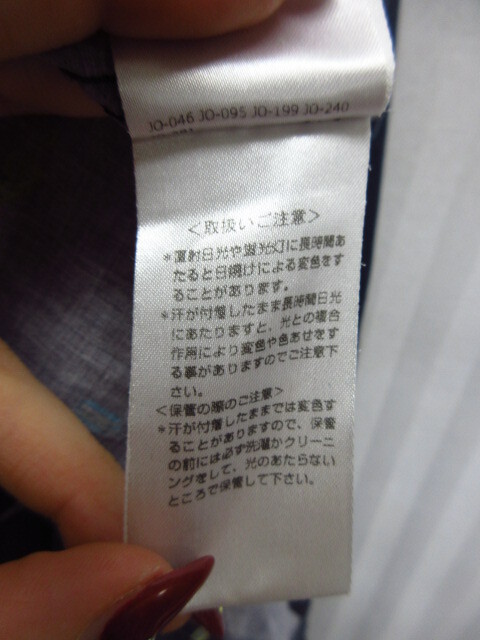 JO-046 JO-095 JO-199 JO-240
＜取扱いご注意＞
＊直射日光や蛍光灯に長時間あ
たると日焼けによる変色をす
ることがあります。
＊汗が付着したまま長時間日光
にあたりますと、光との複合
作用により変色や色あせをす
る事がありますのでご注意下
さい。
＜保管の際のご注意＞
＊汗が付着したままでは変色す
ることがありますので、保管
の前には必ず洗濯かクリーニ
ングをして、光のあたらない
ところで保管して下さい。